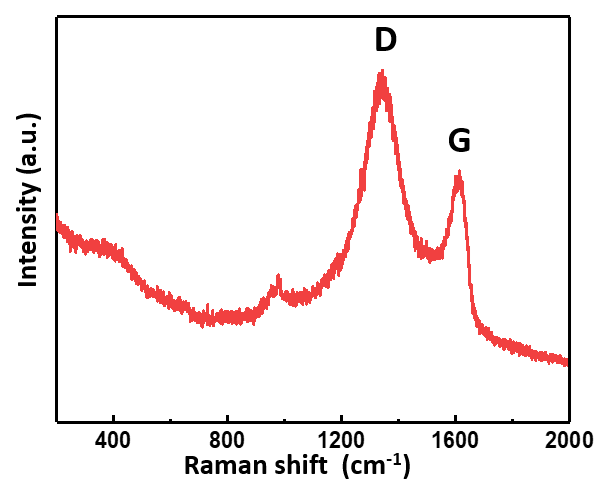 D
G
Intensity (a.u.)
400 800 1200 1600 2000
Raman shift (cm⁻¹)